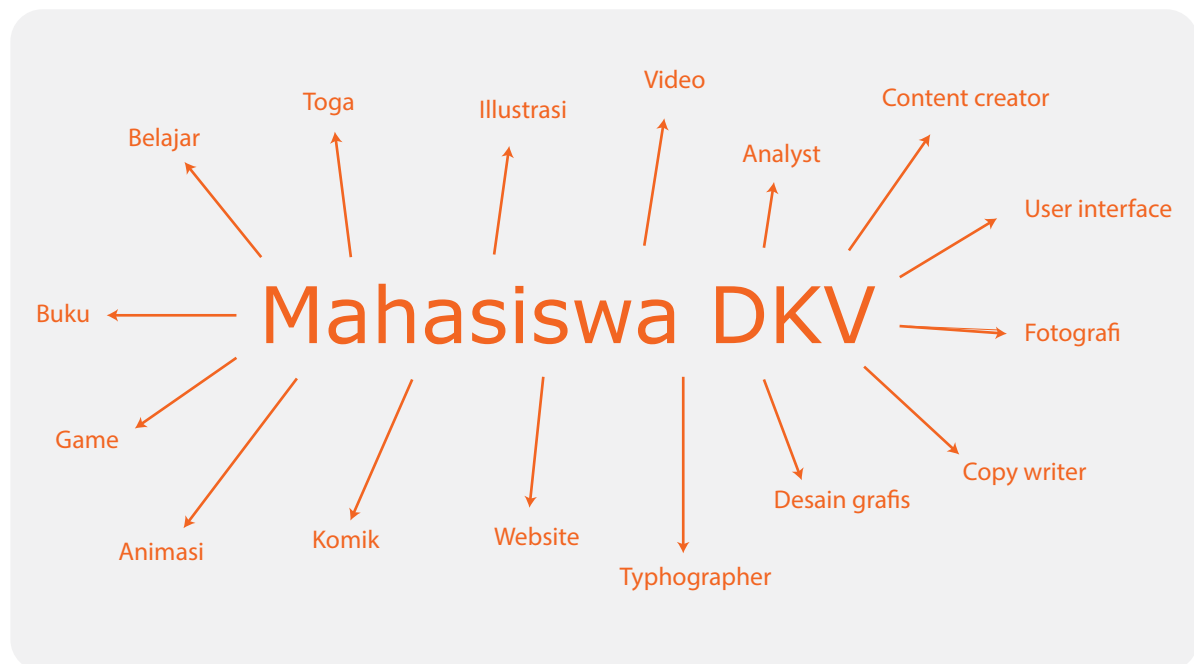 Video
Content creator
Toga
Illustrasi
Belajar
Analyst
User interface
Buku
Mahasiswa DKV
Fotografi
Game
Copy writer
Desain grafis
Animasi
Komik
Website
Typhographer